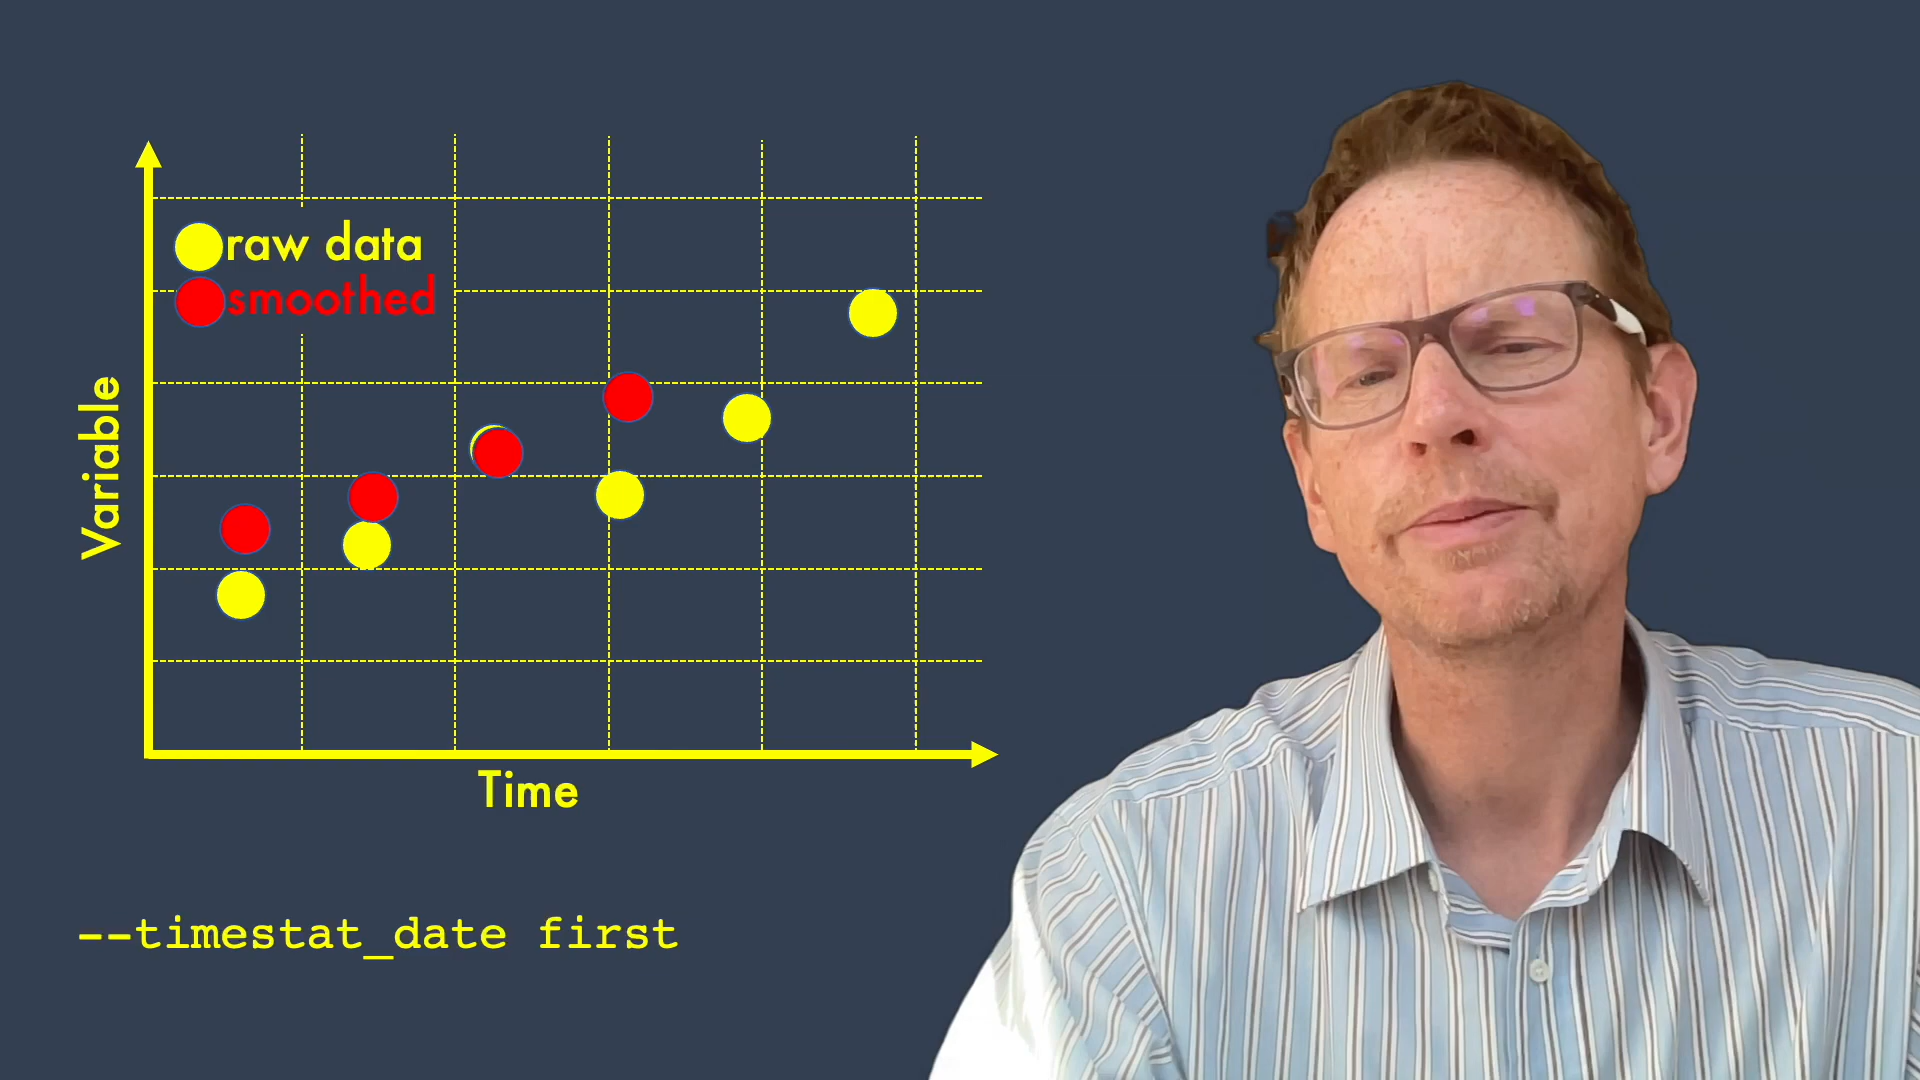 raw data
smoothed
Variable
Time
--timestat_date first